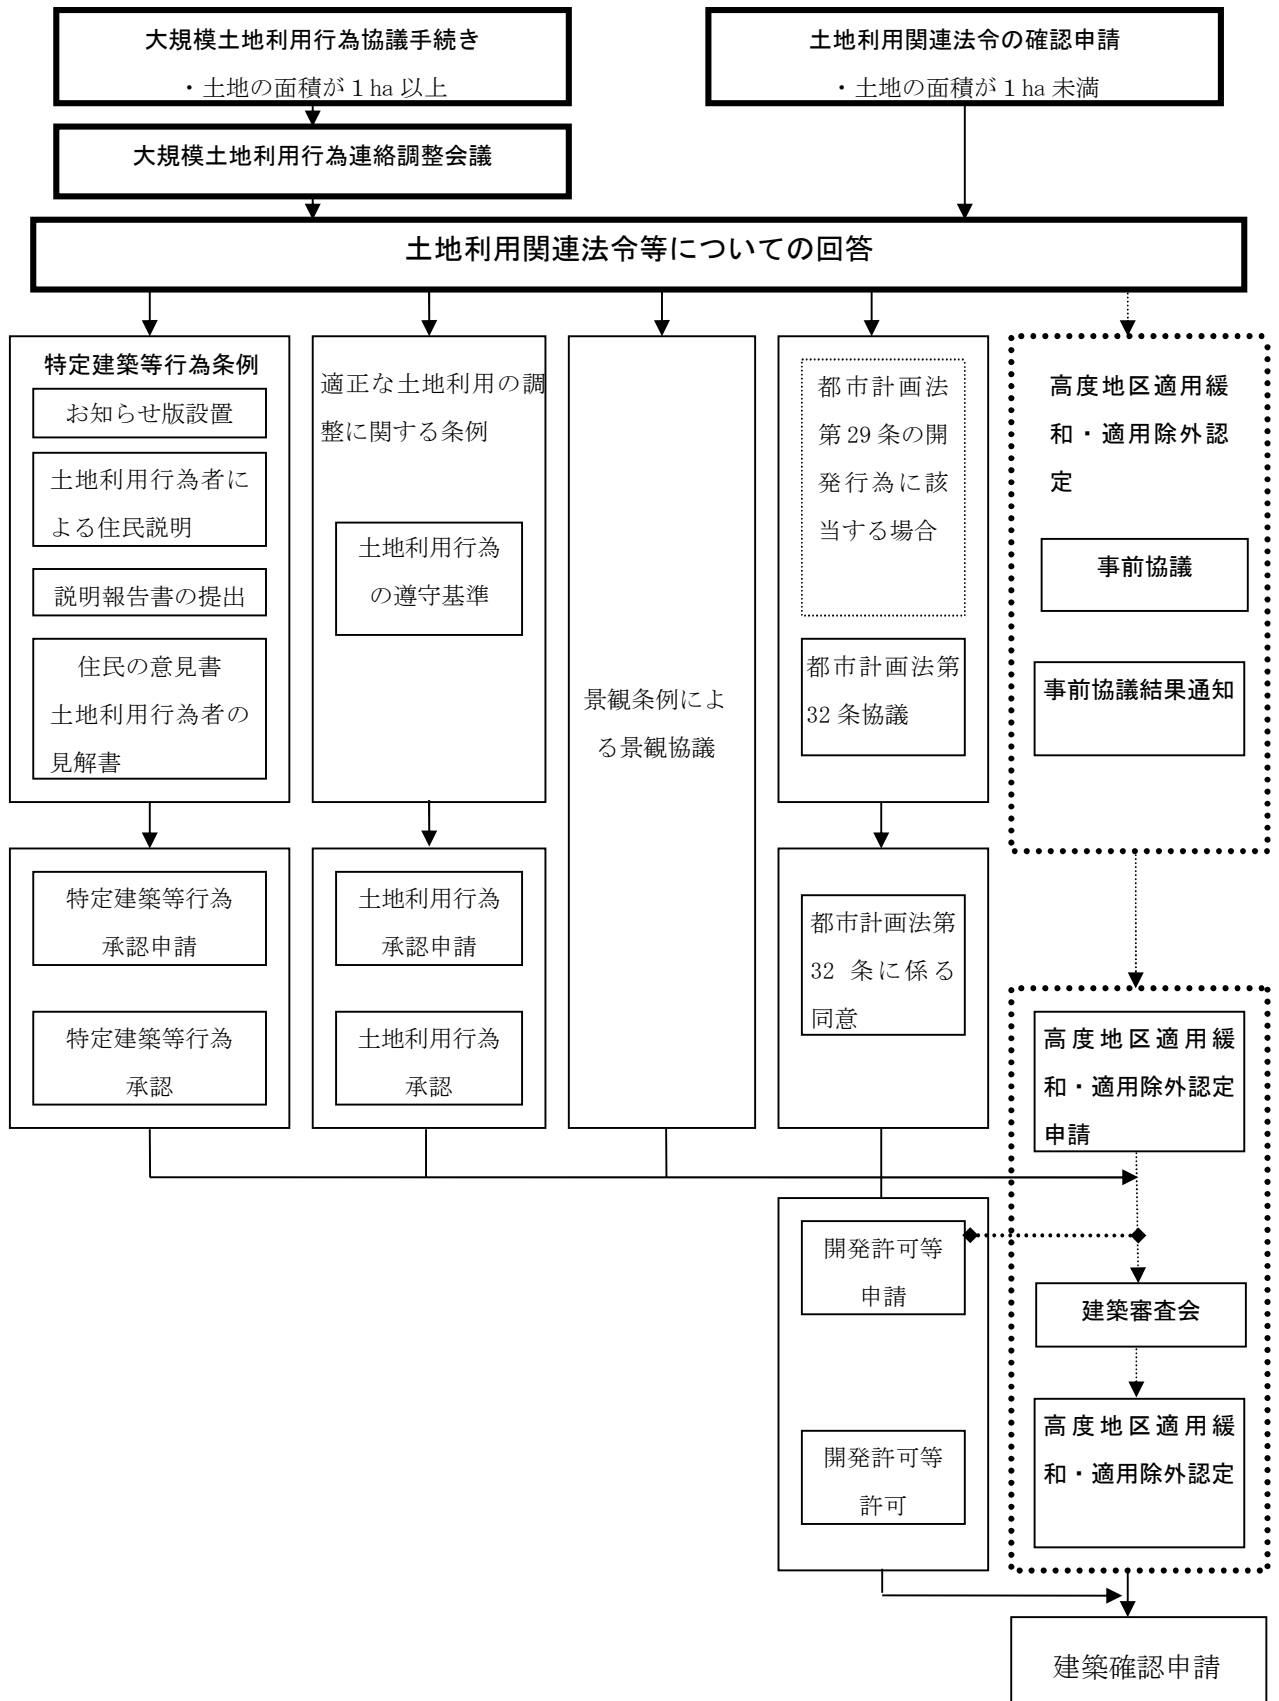 大規模土地利用行為協議手続き
・土地の面積が１ha 以上
土地利用関連法令の確認申請
・土地の面積が１ha 未満
大規模土地利用行為連絡調整会議
土地利用関連法令等についての回答
特定建築等行為条例
お知らせ版設置
土地利用行為者に
よる住民説明
説明報告書の提出
住民の意見書
土地利用行為者の
見解書
適正な土地利用の調
整に関する条例
土地利用行為
の遵守基準
景観条例によ
る景観協議
都市計画法
第 29 条の開
発行為に該
当する場合
都市計画法第
32 条協議
高度地区適用緩
和・適用除外認
定
事前協議
事前協議結果通知
特定建築等行為
承認申請
特定建築等行為
承認
土地利用行為
承認申請
土地利用行為
承認
都市計画法第
32 条に係る
同意
高度地区適用緩
和・適用除外認定
申請
開発許可等
申請
建築審査会
高度地区適用緩
和・適用除外認定
開発許可等
許可
建築確認申請